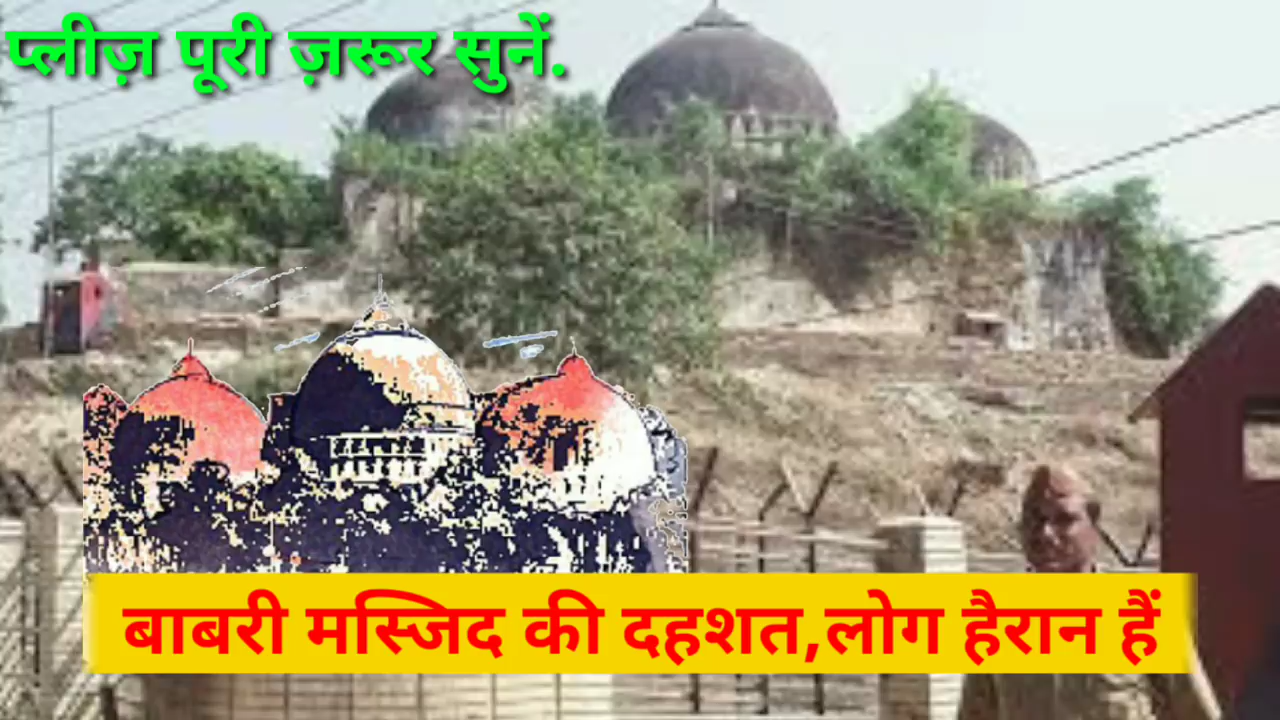 प्लीज़ पूरी ज़रूर सुनें.
बाबरी मस्जिद की दहशत,लोग हैरान हैं